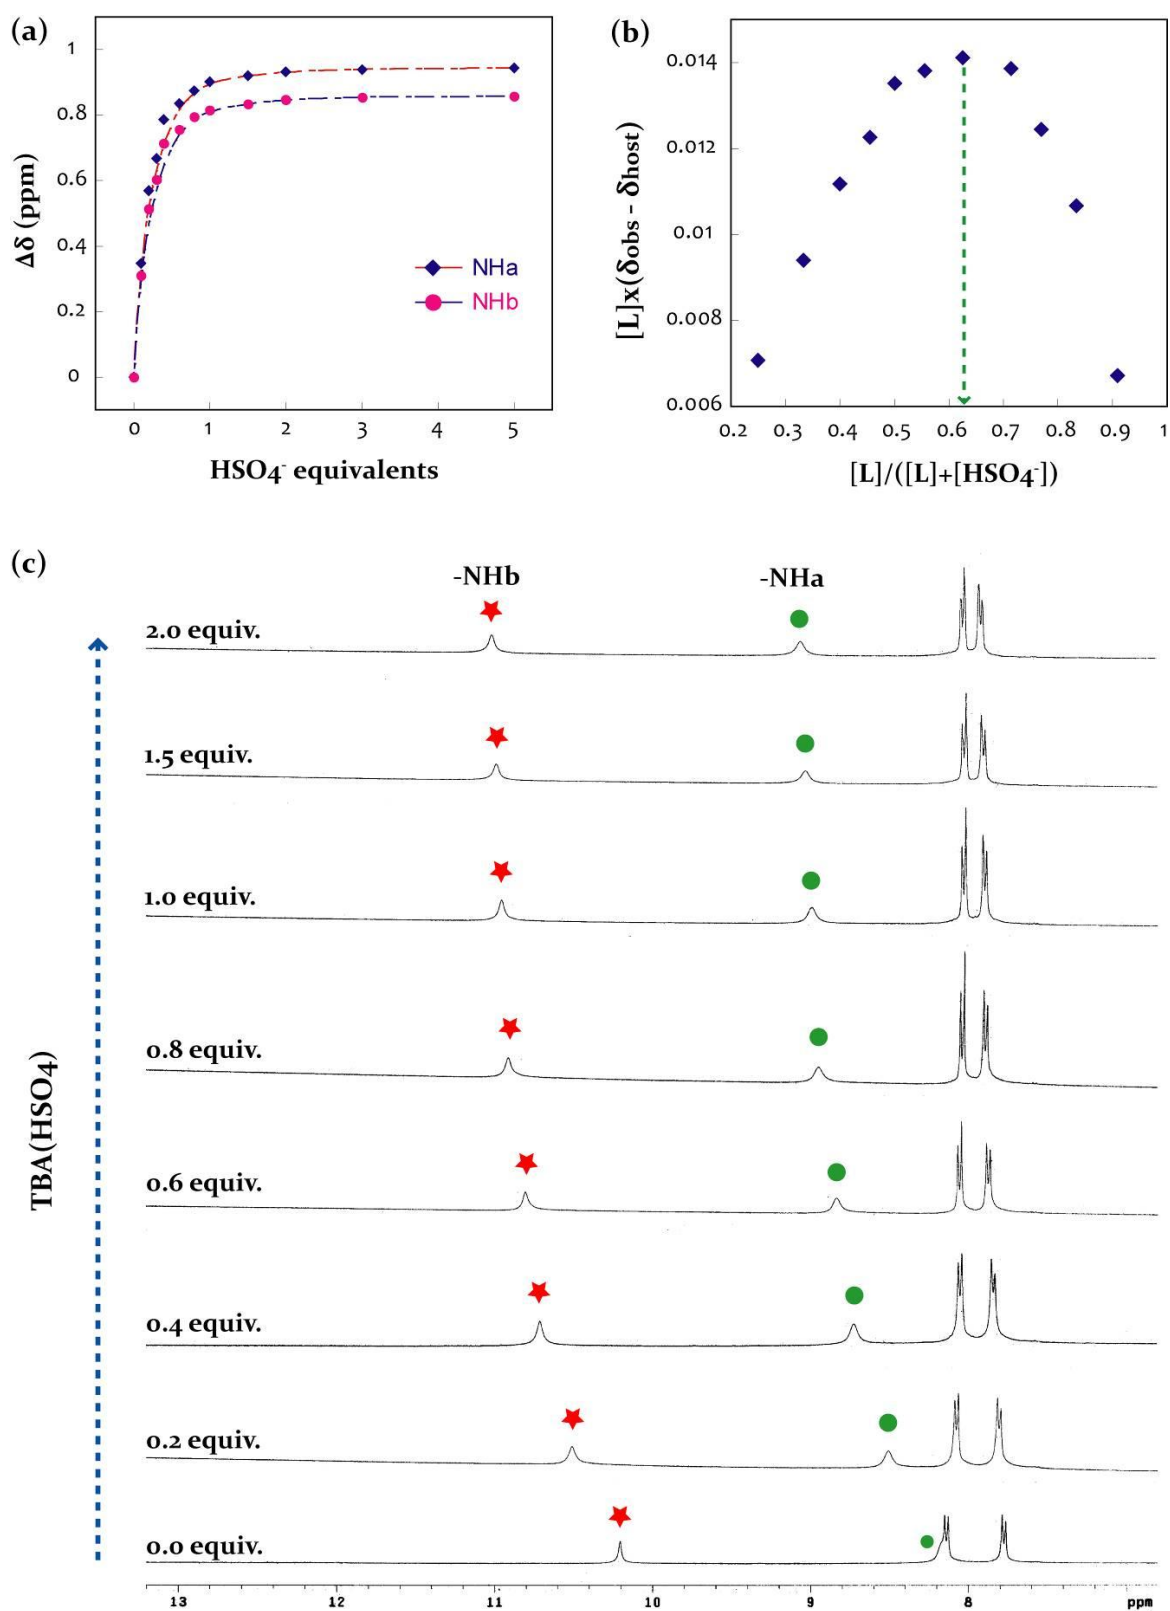 (a)
1
0.8
0.6
0.4
0.2
0
Δδ (ppm)
NHa
NHb
0 1 2 3 4 5
HSO4⁻ equivalents
(b)
0.014
0.012
0.01
0.008
0.006
[L]x(δobs - δhost)
0.2 0.3 0.4 0.5 0.6 0.7 0.8 0.9 1
[L]/([L]+[HSO4⁻])
(c)
-NHb -NHa
2.0 equiv.
1.5 equiv.
1.0 equiv.
0.8 equiv.
0.6 equiv.
0.4 equiv.
0.2 equiv.
0.0 equiv.
TBA(HSO4)
13 12 11 10 9 8 ppm